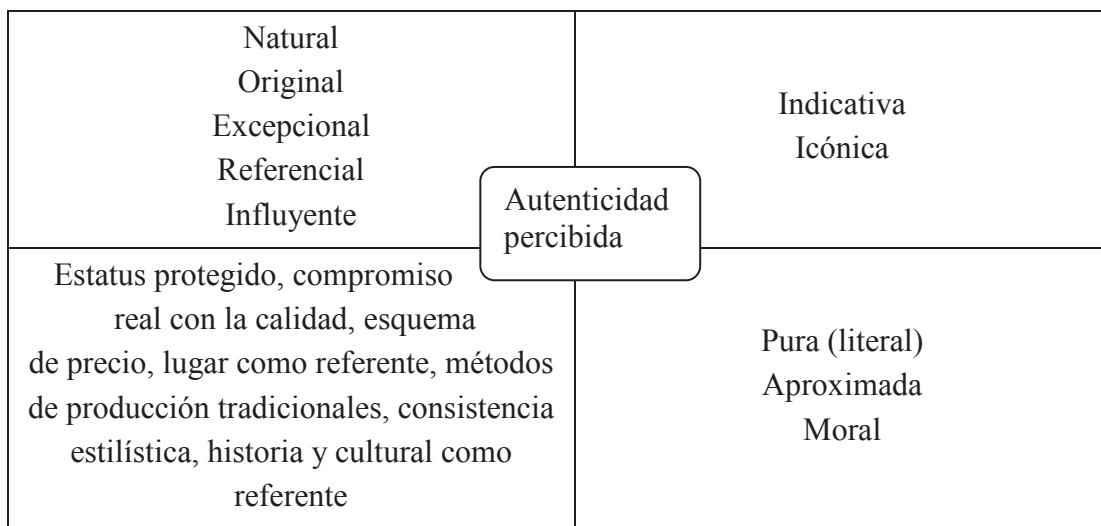 Natural
Original
Excepcional
Referencial
Influyente
Indicativa
Icónica
Autenticidad
percibida
Estatus protegido, compromiso
real con la calidad, esquema
de precio, lugar como referente, métodos
de producción tradicionales, consistencia
estilística, historia y cultural como
referente
Pura (literal)
Aproximada
Moral